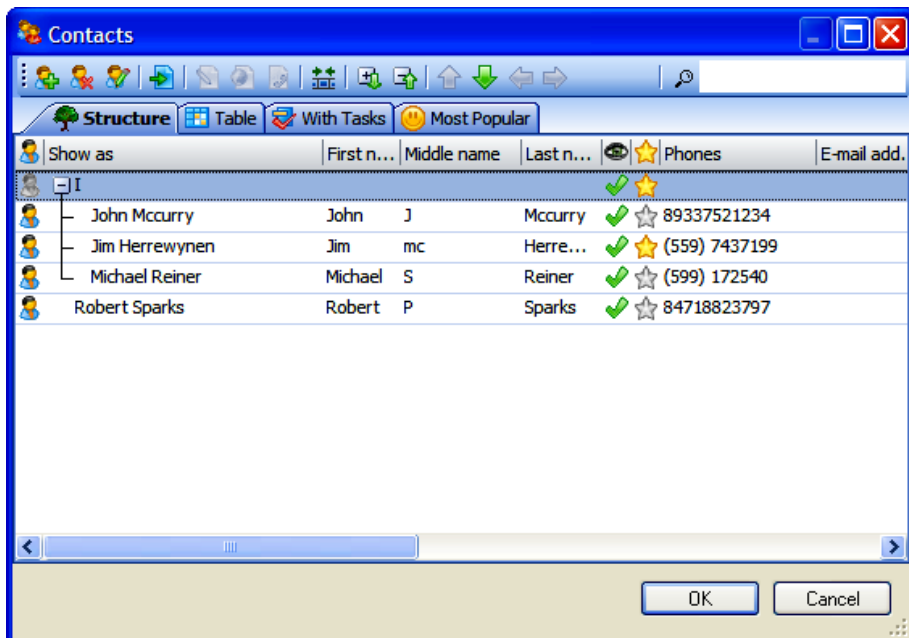 Contacts
Structure Table With Tasks Most Popular
Show as First n... Middle name Last n... Phones E-mail add.
I
John Mccurry John J Mccurry 89337521234
Jim Herrewynen Jim mc Herre... (559) 7437199
Michael Reiner Michael S Reiner (599) 172540
Robert Sparks Robert P Sparks 84718823797
OK Cancel